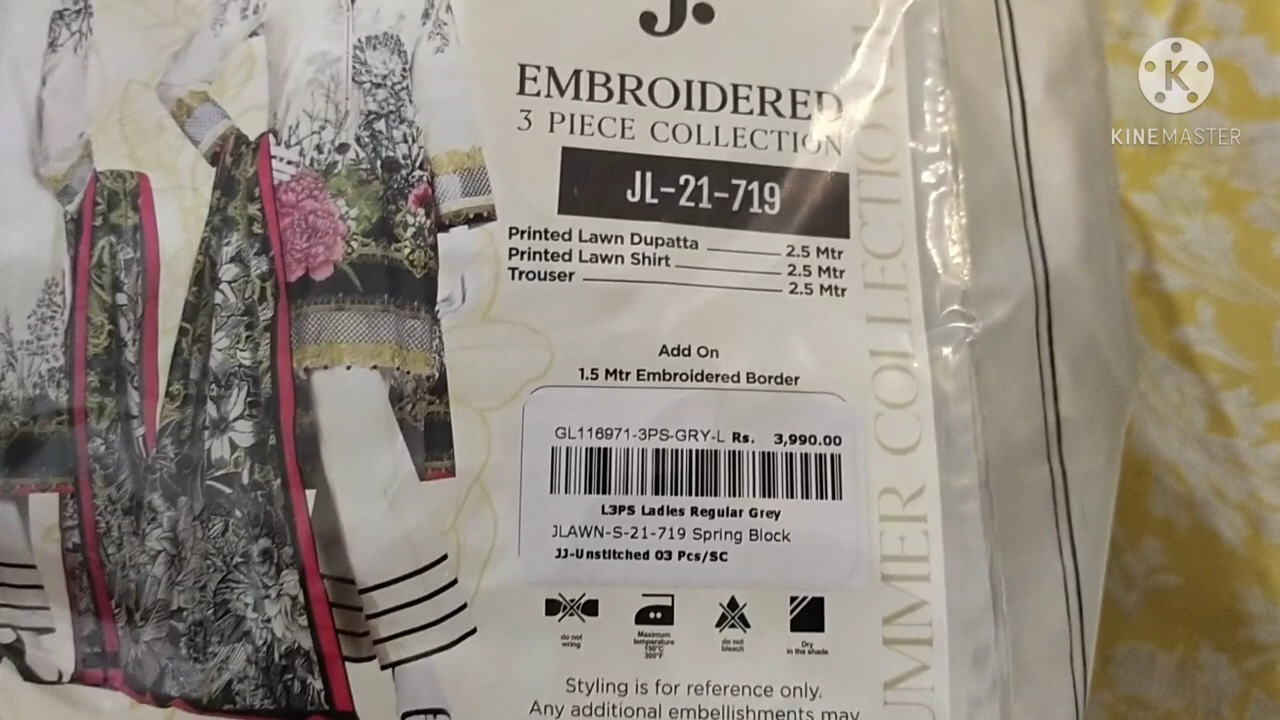 J.
EMBROIDERED
3 PIECE COLLECTION
JL-21-719
Printed Lawn Dupatta 2.5 Mtr
Printed Lawn Shirt 2.5 Mtr
Trouser 2.5 Mtr
Add On
1.5 Mtr Embroidered Border
GL116971-3PS-GRY-L Rs. 3,990.00
L3PS Ladies Regular Grey
JLAWN-S-21-719 Spring Block
JJ-Unstitched 03 Pcs/SC
do not
wring
Maximum
temperature
150°C
300°F
do not
bleach
Dry
in the shade
Styling is for reference only.
Any additional embellishments may
UMMER COLLECTION
K
KINEMASTER